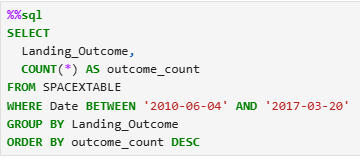 %%sql
SELECT
  Landing_Outcome,
  COUNT(*) AS outcome_count
FROM SPACEXTABLE
WHERE Date BETWEEN '2010-06-04' AND '2017-03-20'
GROUP BY Landing_Outcome
ORDER BY outcome_count DESC